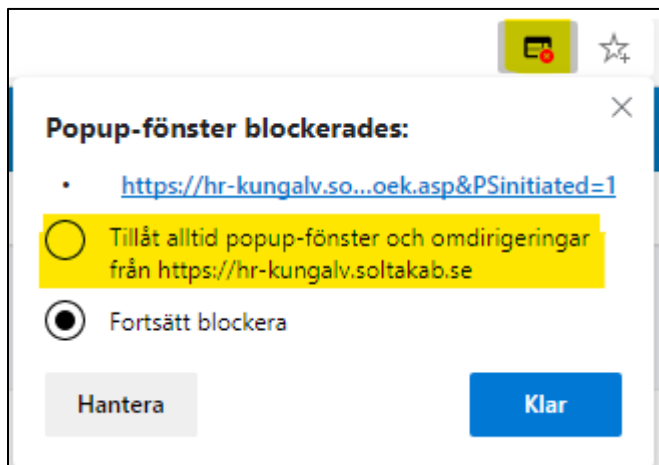 Popup-fönster blockerades:
• https://hr-kungalv.so...oek.asp&PSinitiated=1
Tillåt alltid popup-fönster och omdirigeringar
från https://hr-kungalv.soltakab.se
Fortsätt blockera
Hantera
Klar